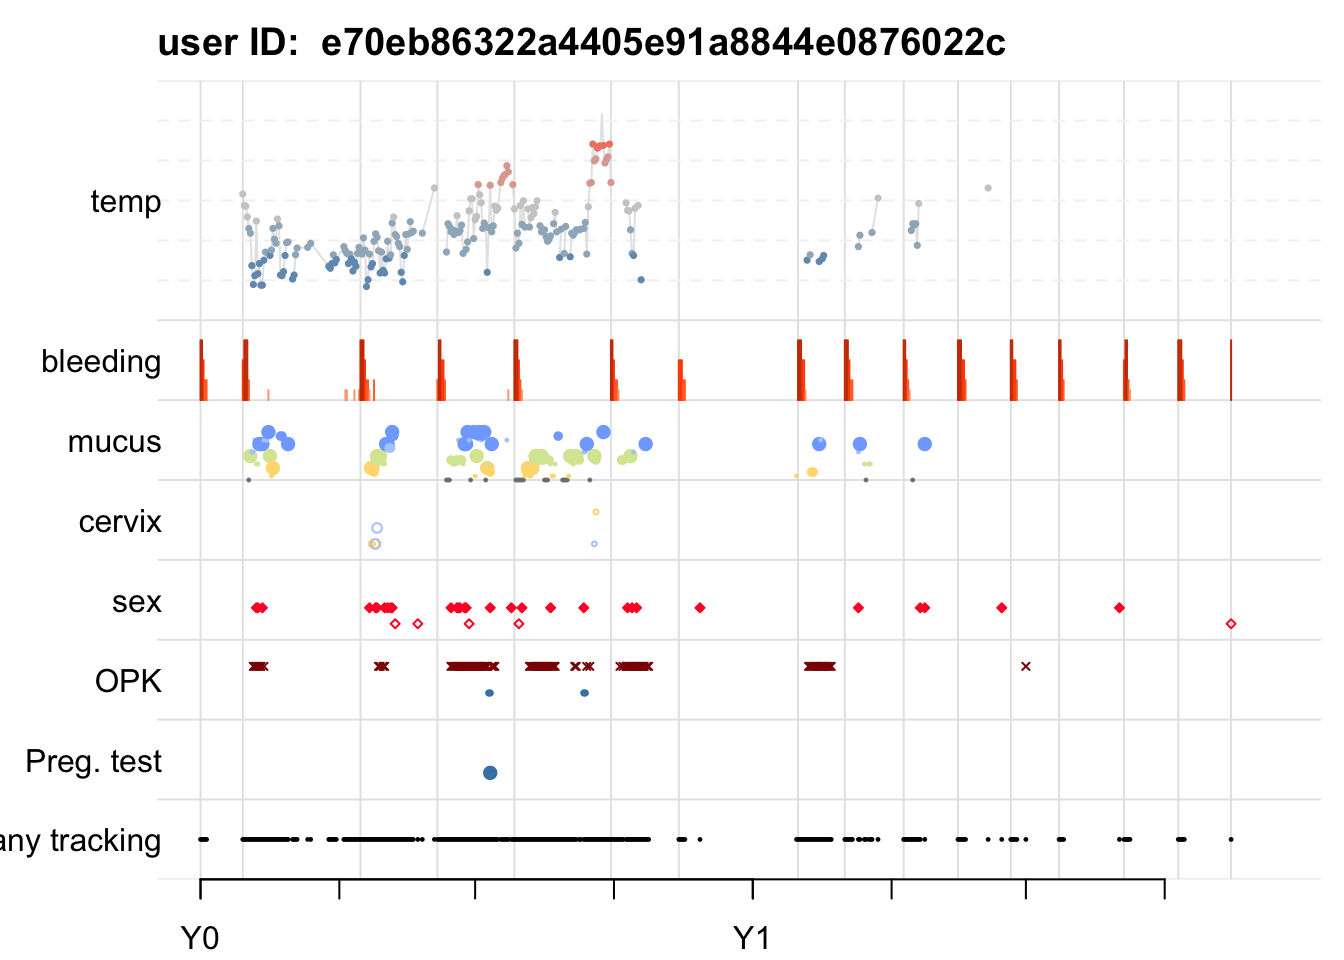 user ID:  e70eb86322a4405e91a8844e0876022c
temp
bleeding
mucus
cervix
sex
OPK
Preg. test
any tracking
Y0 Y1